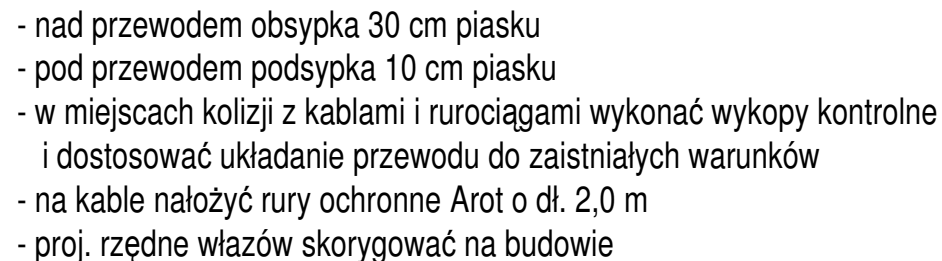 - nad przewodem obsypka 30 cm piasku
- pod przewodem podsypka 10 cm piasku
- w miejscach kolizji z kablami i rurociągami wykonać wykopy kontrolne
i dostosować układanie przewodu do zaistniałych warunków
- na kable nałożyć rury ochronne Arot o dł. 2,0 m
- proj. rzędne włazów skorygować na budowie